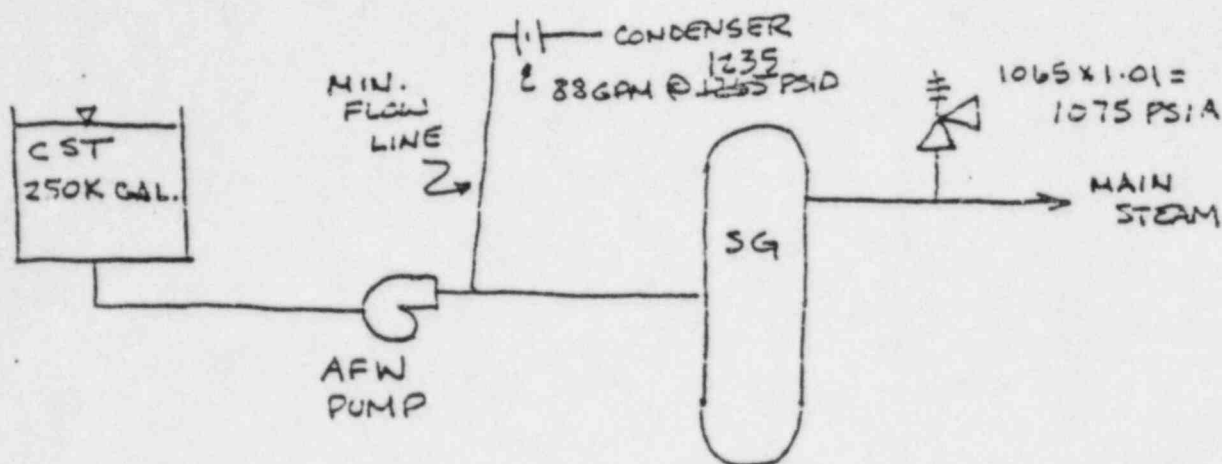 CONDENSER
1235
88GPM @ 1265 PSID
MIN.
FLOW
LINE
1065 x 1.01 =
1075 PSIA
CST
250K GAL.
MAIN
STEAM
SG
AFW
PUMP